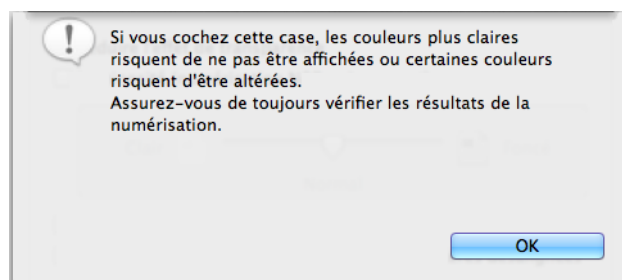 Si vous cochez cette case, les couleurs plus claires
risquent de ne pas être affichées ou certaines couleurs
risquent d'être altérées.
Assurez-vous de toujours vérifier les résultats de la
numérisation.
OK